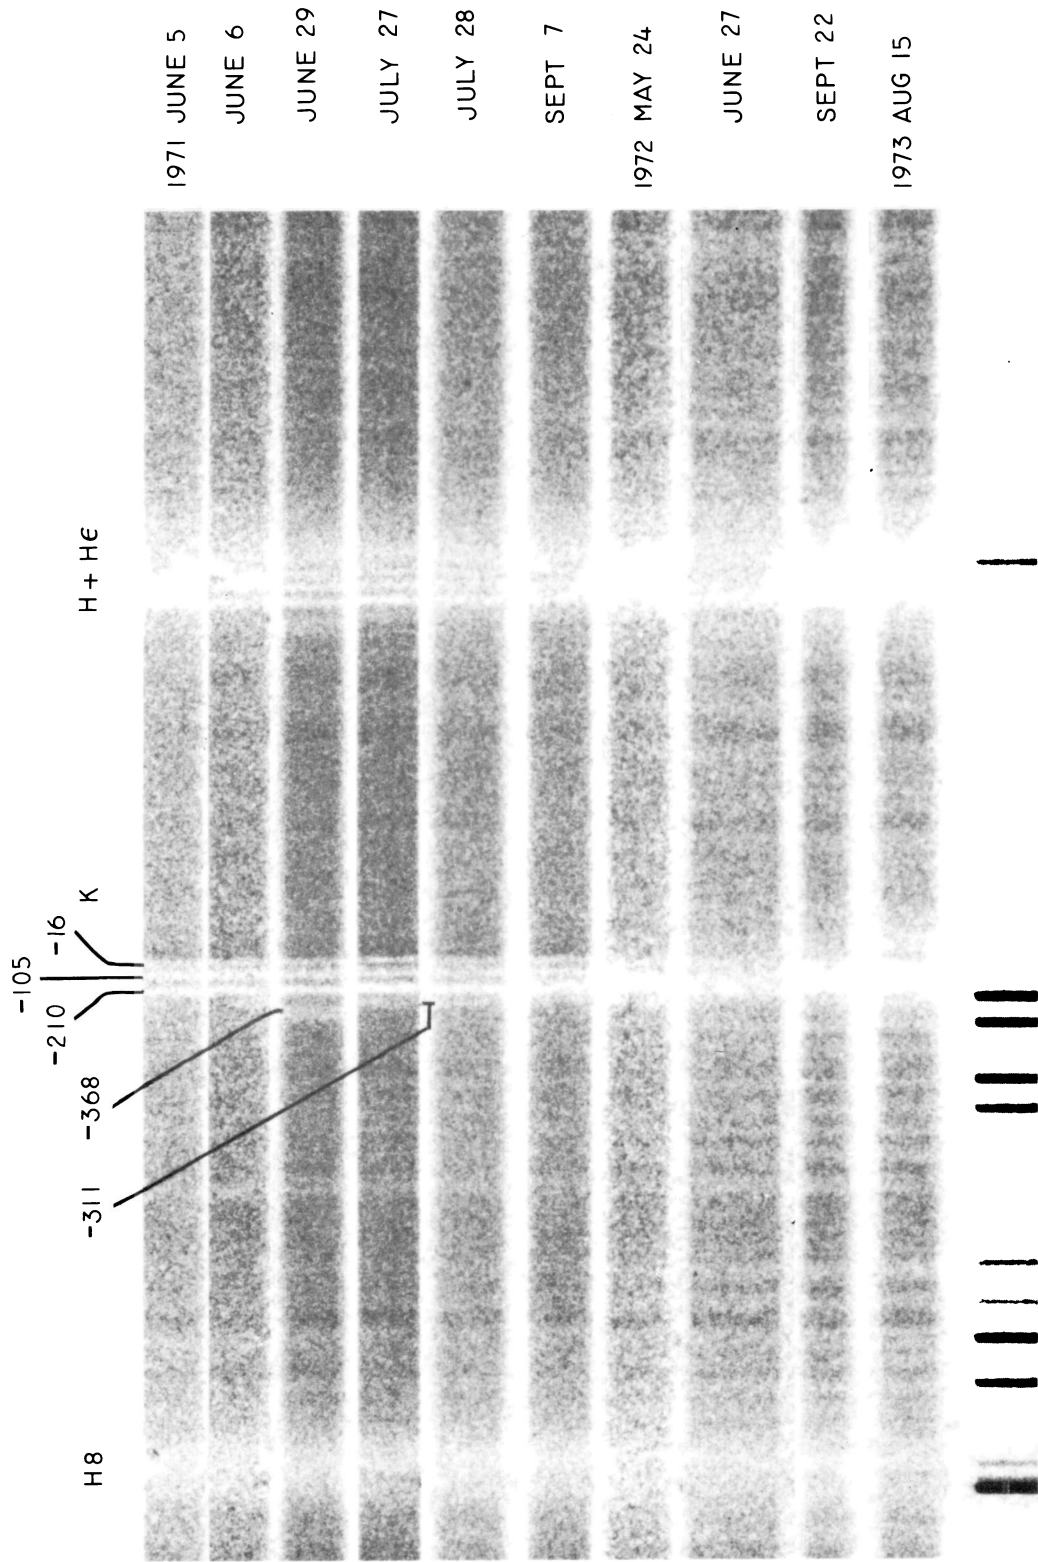 1971 JUNE 5
JUNE 6
JUNE 29
JULY 27
JULY 28
SEPT 7
1972 MAY 24
JUNE 27
SEPT 22
1973 AUG 15
H + Hϵ
K
-16
-105
-210
-368
-311
H8